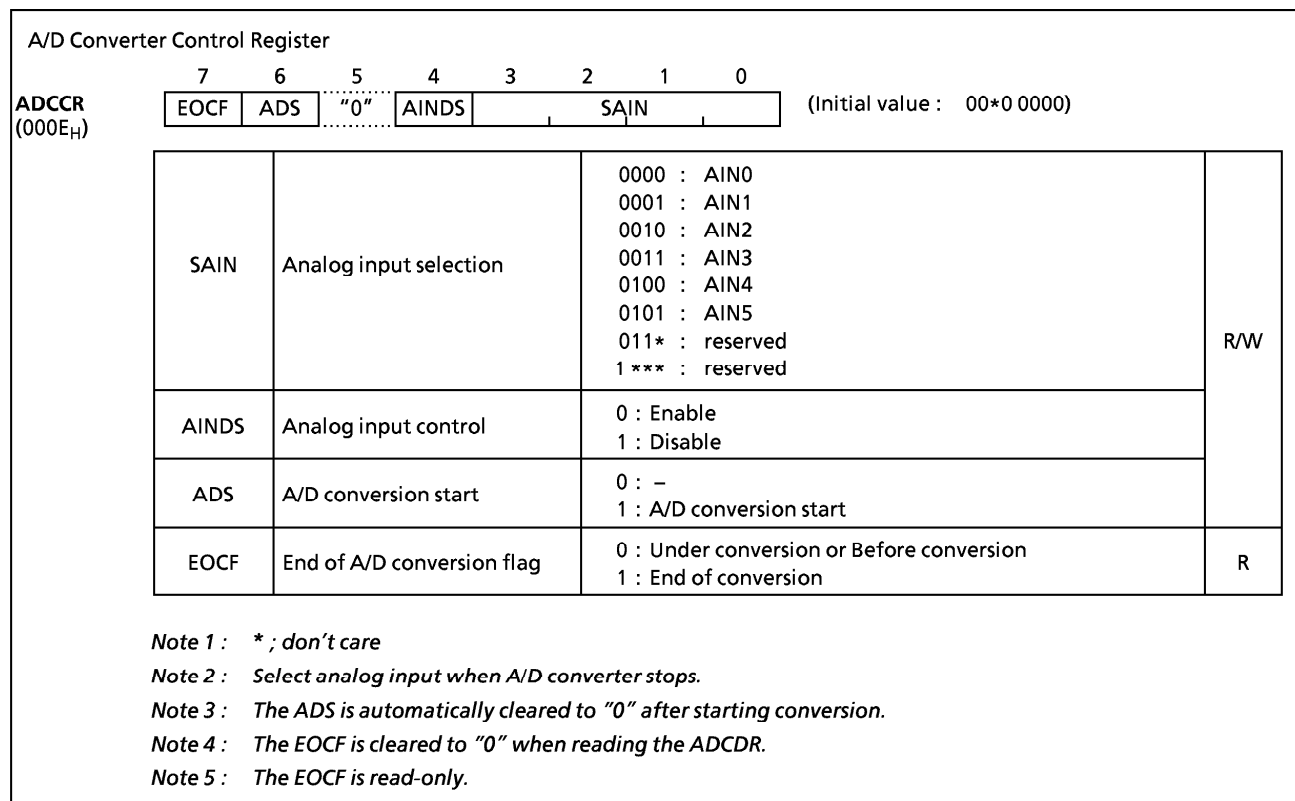 A/D Converter Control Register
7 6 5 4 3 2 1 0
ADCCR (000EH) EOCF ADS "0" AINDS SAIN (Initial value : 00*0 0000)
SAIN Analog input selection R/W
0000 : AIN0
0001 : AIN1
0010 : AIN2
0011 : AIN3
0100 : AIN4
0101 : AIN5
011* : reserved
1*** : reserved
AINDS Analog input control
0 : Enable
1 : Disable
ADS A/D conversion start
0 : –
1 : A/D conversion start
EOCF End of A/D conversion flag R
0 : Under conversion or Before conversion
1 : End of conversion
Note 1 : * ; don't care
Note 2 : Select analog input when A/D converter stops.
Note 3 : The ADS is automatically cleared to "0" after starting conversion.
Note 4 : The EOCF is cleared to "0" when reading the ADCDR.
Note 5 : The EOCF is read-only.